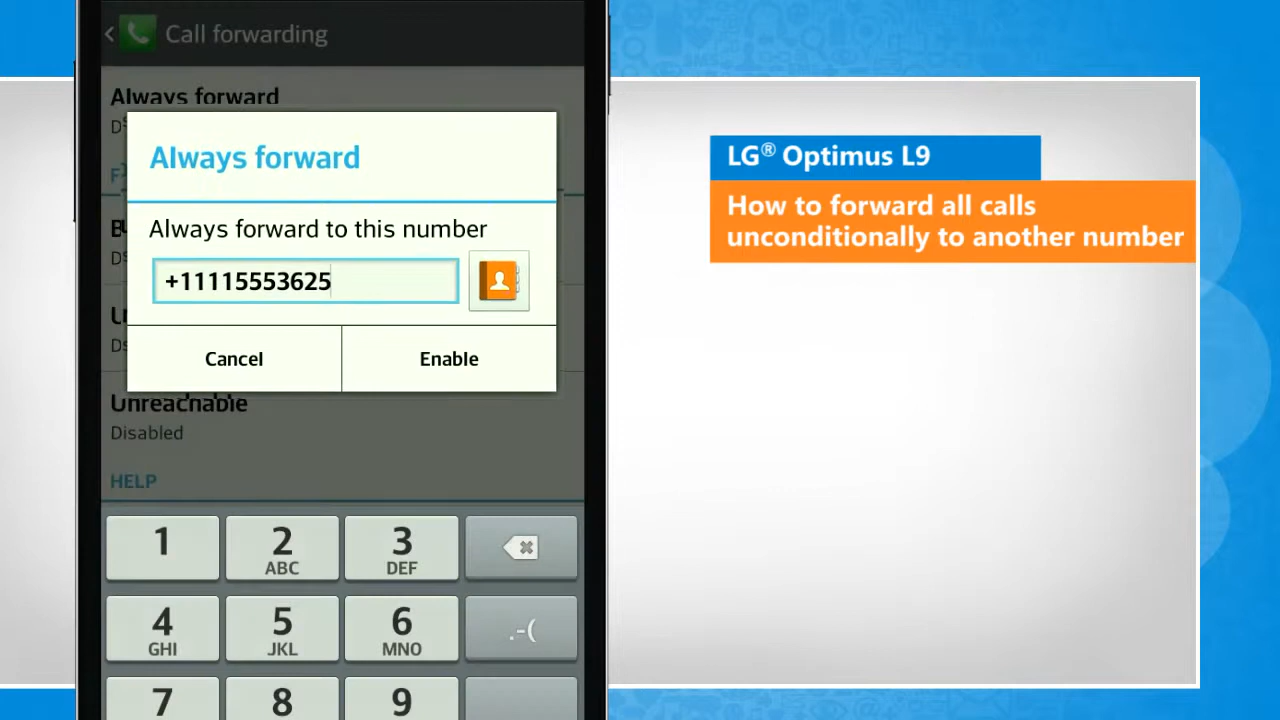 Call forwarding
Always forward
Always forward
Always forward to this number
+11115553625
Cancel
Enable
Unreachable
Disabled
HELP
1
2
3
ABC
DEF
4
5
6
.-(
GHI
JKL
MNO
7
8
9
LG® Optimus L9
How to forward all calls
unconditionally to another number